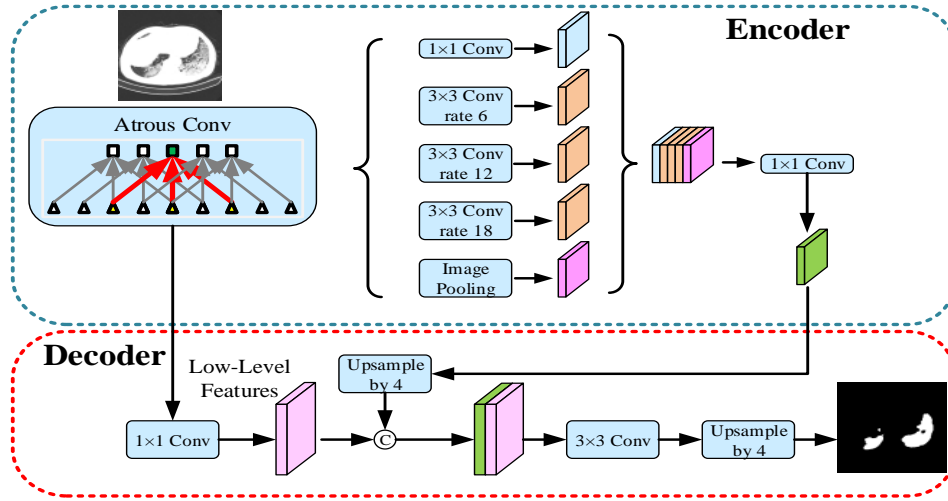 Encoder
Atrous Conv
1×1 Conv
3×3 Conv
rate 6
3×3 Conv
rate 12
3×3 Conv
rate 18
Image
Pooling
1×1 Conv
Decoder
Low-Level
Features
Upsample
by 4
1×1 Conv
C
3×3 Conv
Upsample
by 4